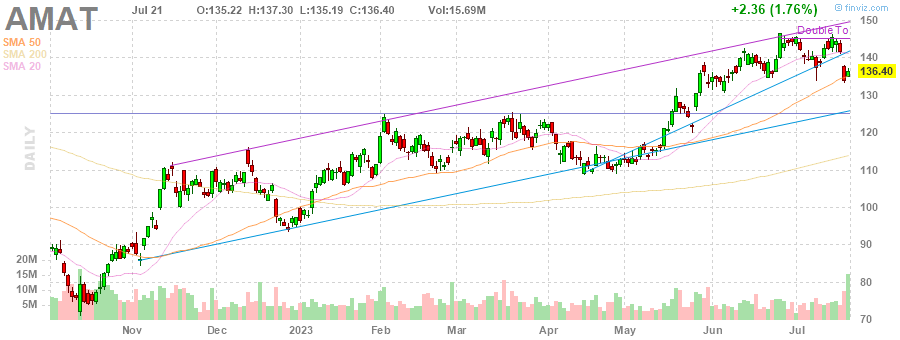 AMAT Jul 21 O:135.22 H:137.30 L:135.19 C:136.40 Vol:15.69M +2.36 (1.76%) finviz.com
SMA 50
SMA 200
SMA 20
Double To
DAILY
150
140
136.40
130
120
110
100
90
80
70
20M
15M
10M
5M
Nov Dec 2023 Feb Mar Apr May Jun Jul